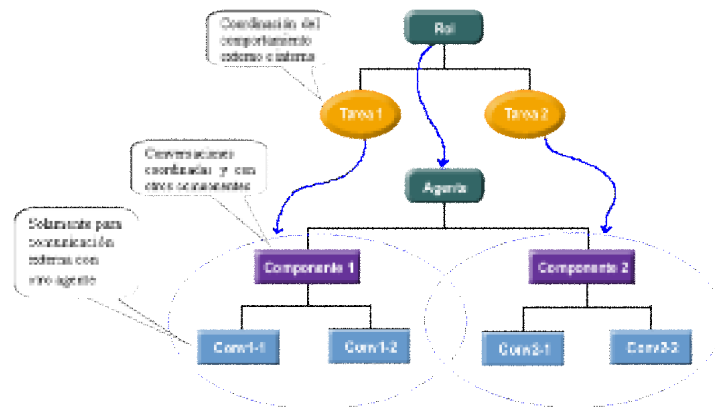 Coordinación del
comportamiento
externo e interno
Rol
Tarea 1
Tarea 2
Conversaciones
coordinadas y con
otros componentes
Agente
Solamente para
comunicación
externa con
otro agente
Componente 1
Componente 2
Conv1-1
Conv1-2
Conv2-1
Conv2-2